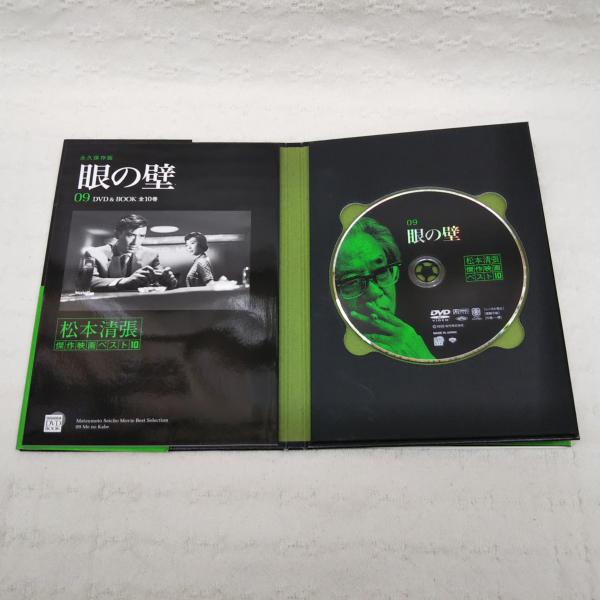 永久保存版
眼の壁
09 DVD & BOOK 全10巻
松本清張
傑作映画ベスト10
DVD BOOK
Matsumoto Seicho Movie Best Selection
09 Me no Kabe
09
眼の壁
松本清張
傑作映画
ベスト10
DVD
VIDEO
MADE IN JAPAN